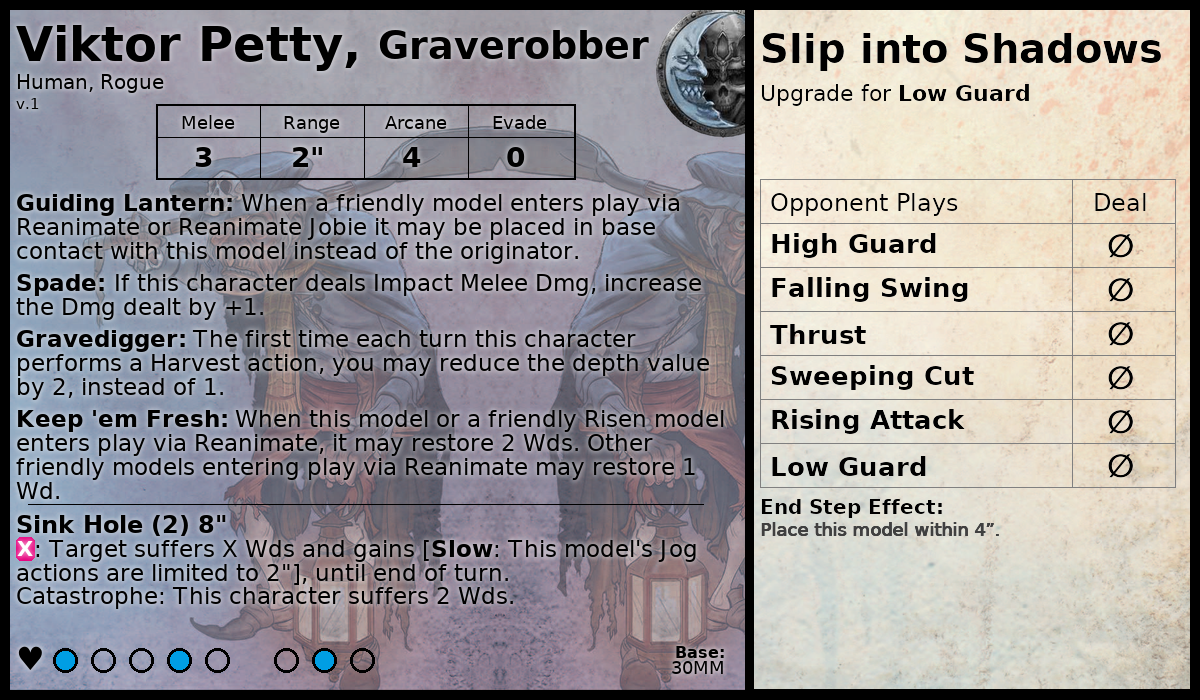 Viktor Petty, Graverobber
Human, Rogue
v.1
Melee Range Arcane Evade
3 2" 4 0
Guiding Lantern: When a friendly model enters play via
Reanimate or Reanimate Jobie it may be placed in base
contact with this model instead of the originator.
Spade: If this character deals Impact Melee Dmg, increase
the Dmg dealt by +1.
Gravedigger: The first time each turn this character
performs a Harvest action, you may reduce the depth value
by 2, instead of 1.
Keep 'em Fresh: When this model or a friendly Risen model
enters play via Reanimate, it may restore 2 Wds. Other
friendly models entering play via Reanimate may restore 1
Wd.
Sink Hole (2) 8"
X: Target suffers X Wds and gains [Slow: This model's Jog
actions are limited to 2"], until end of turn.
Catastrophe: This character suffers 2 Wds.
Base:
30MM
Slip into Shadows
Upgrade for Low Guard
Opponent Plays Deal
High Guard ∅
Falling Swing ∅
Thrust ∅
Sweeping Cut ∅
Rising Attack ∅
Low Guard ∅
End Step Effect:
Place this model within 4”.